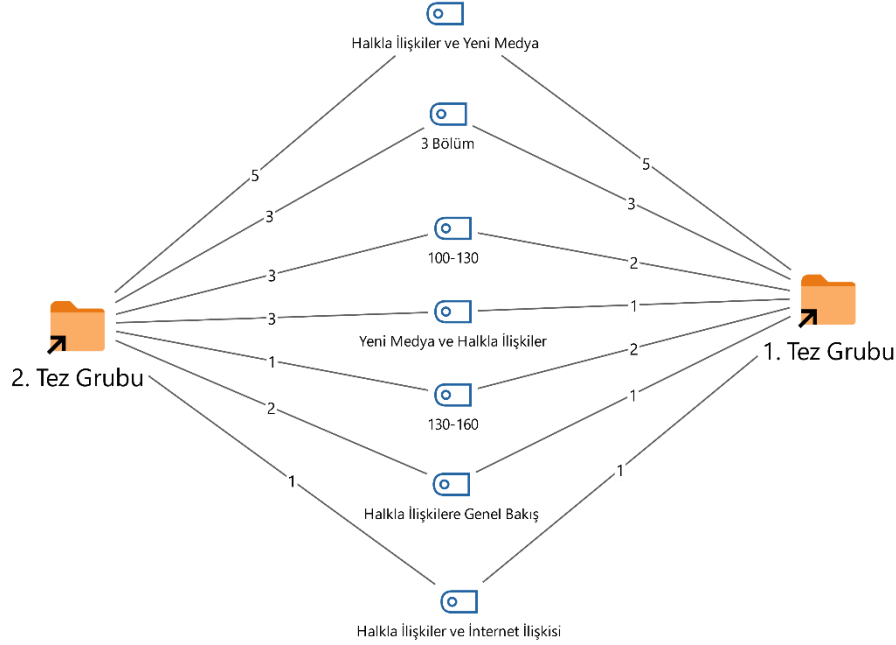 Halkla İlişkiler ve Yeni Medya
3 Bölüm
5
5
3
3
100-130
3
2
Yeni Medya ve Halkla İlişkiler
3
1
2. Tez Grubu
1. Tez Grubu
130-160
1
2
Halkla İlişkilere Genel Bakış
2
1
Halkla İlişkiler ve İnternet İlişkisi
1
1